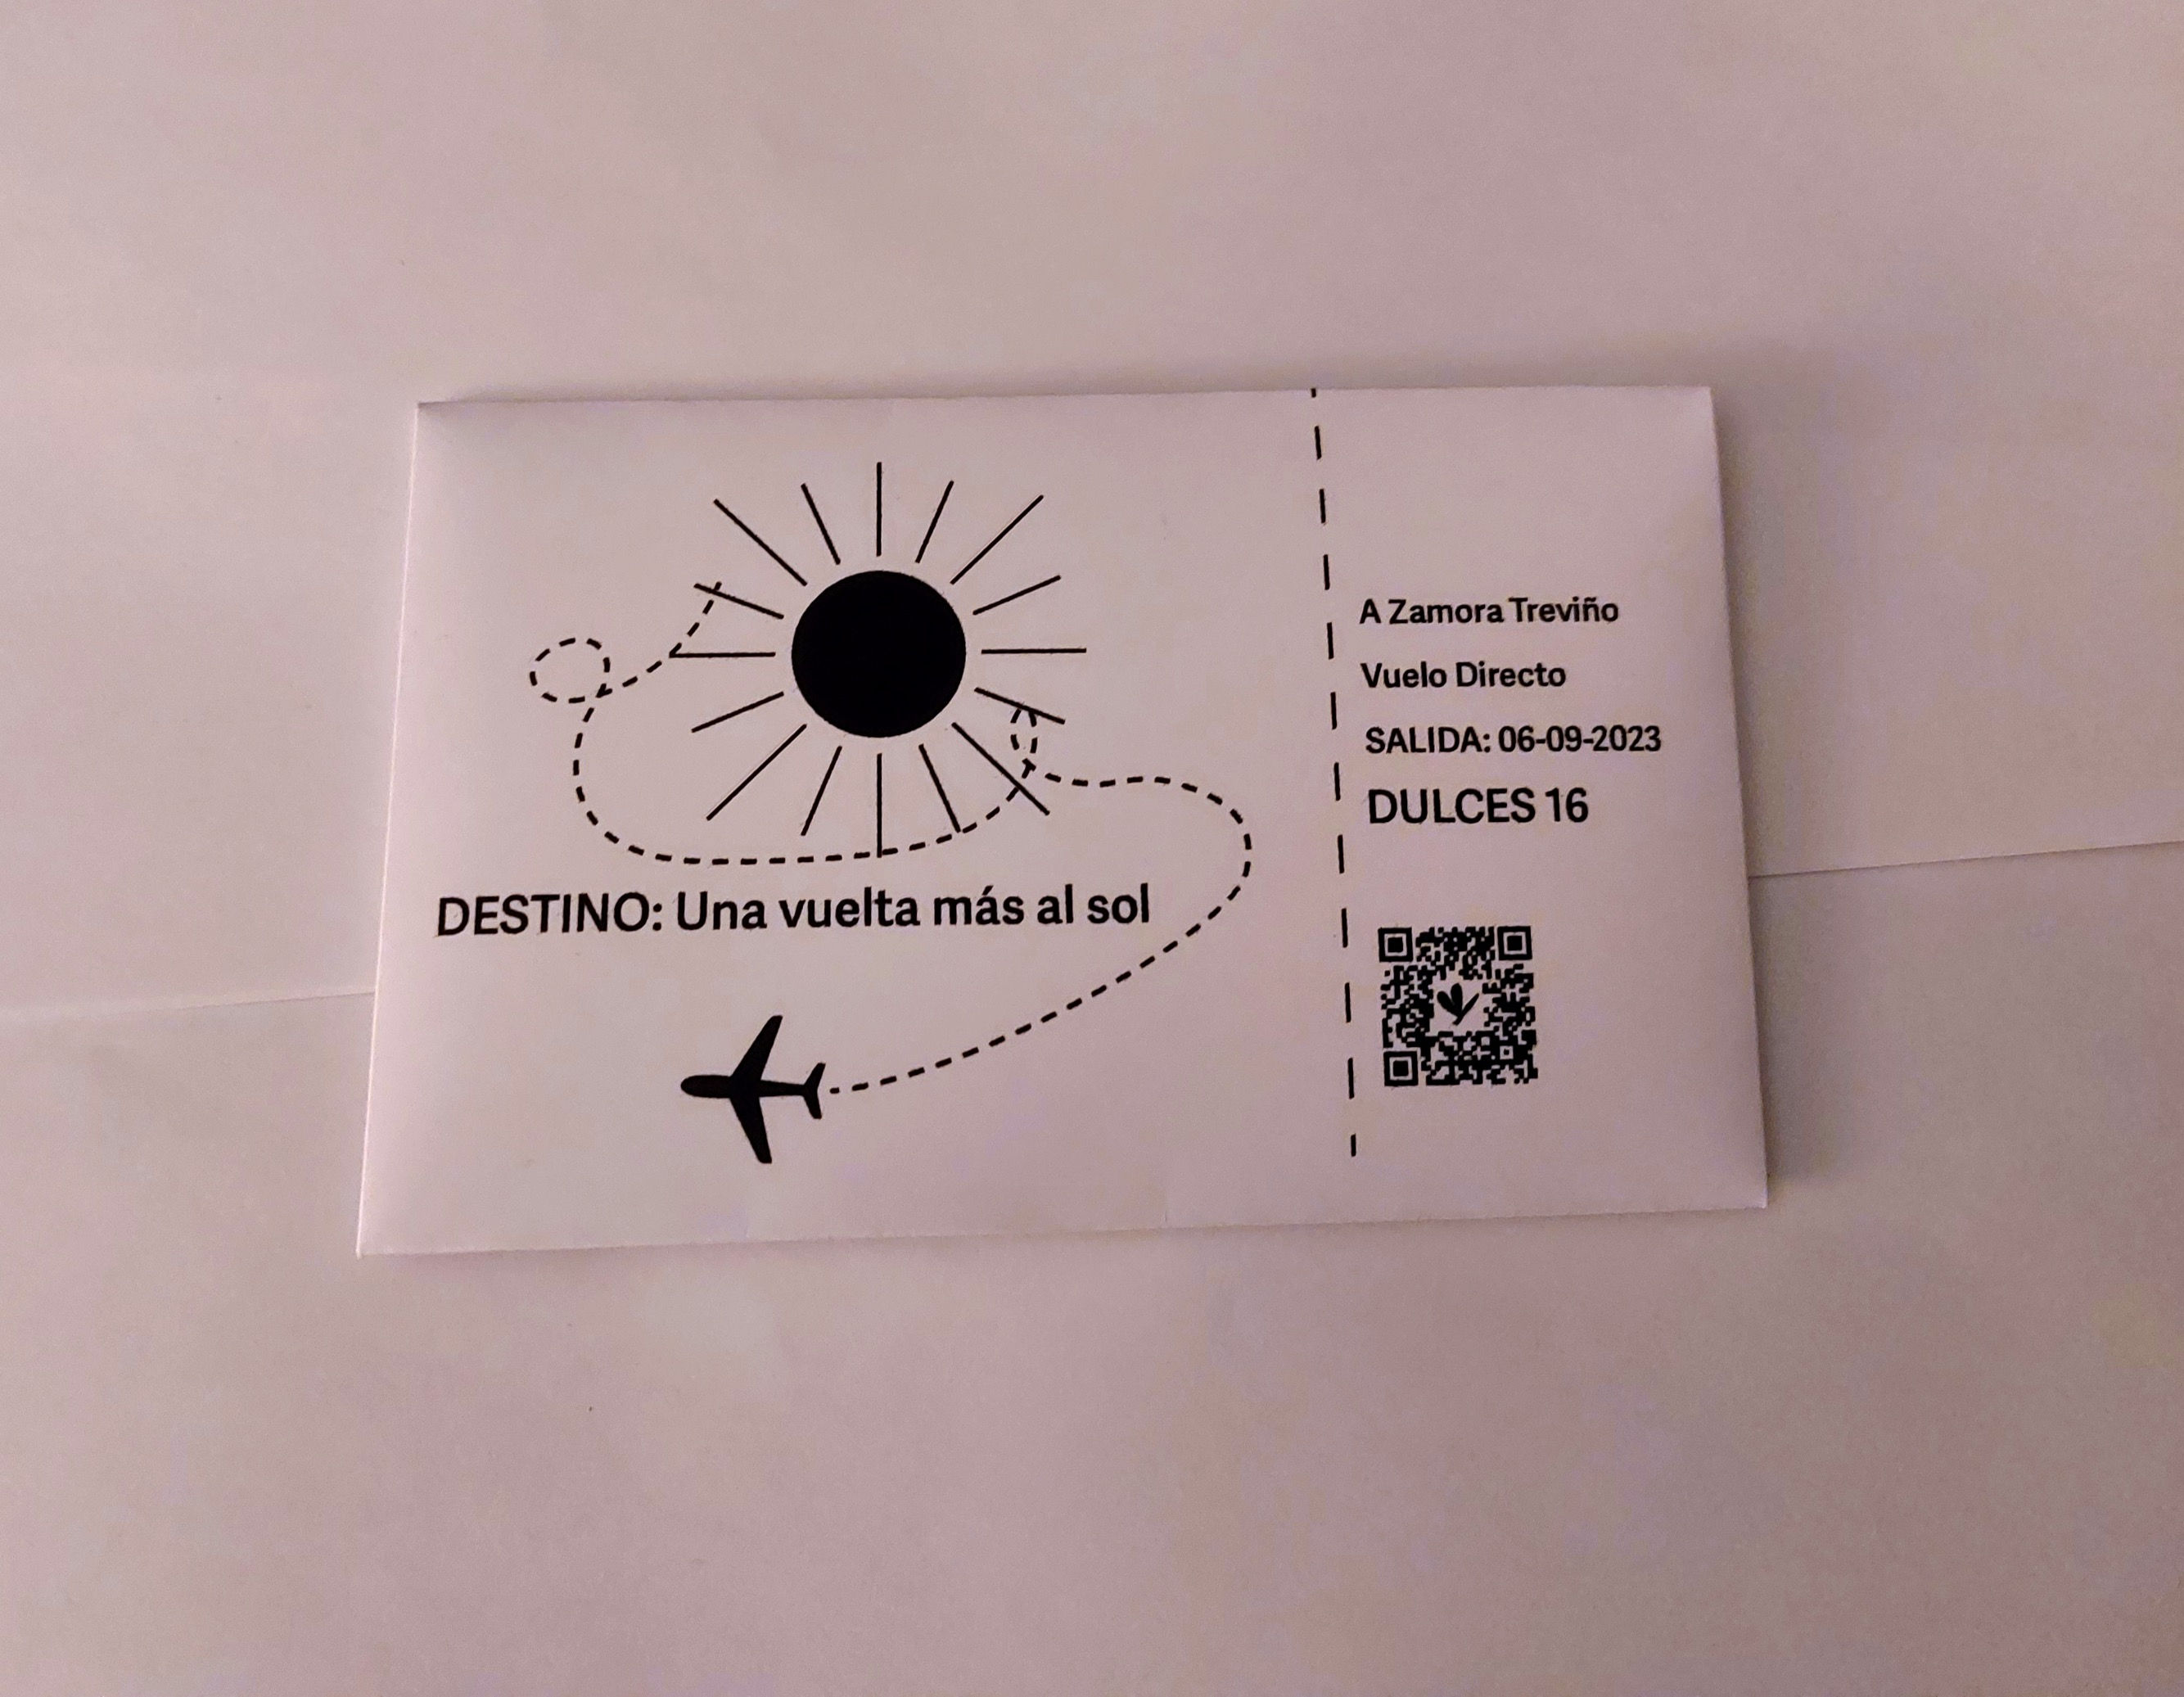 DESTINO: Una vuelta más al sol
A Zamora Treviño
Vuelo Directo
SALIDA: 06-09-2023
DULCES 16